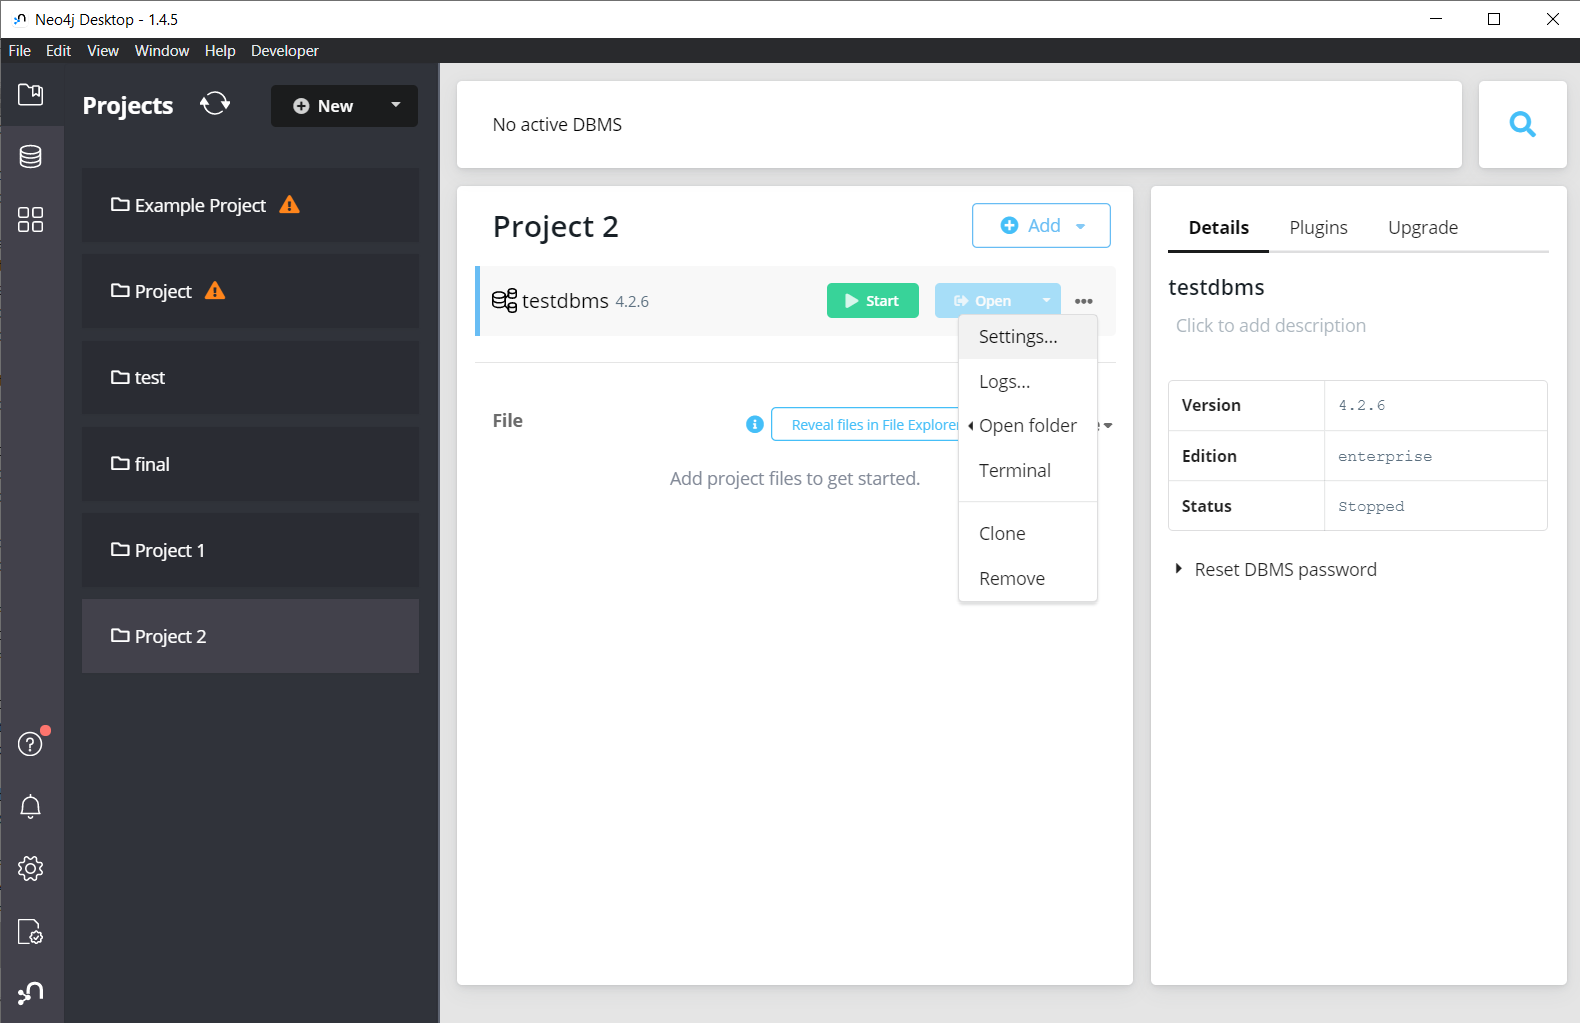 Neo4j Desktop - 1.4.5
File Edit View Window Help Developer
Projects
New
Example Project
Project
test
final
Project 1
Project 2
No active DBMS
Project 2
Add
testdbms 4.2.6
Start
Open
Settings...
Logs...
Open folder
Terminal
Clone
Remove
File
Reveal files in File Explorer
Add project files to get started.
Details Plugins Upgrade
testdbms
Click to add description
Version 4.2.6
Edition enterprise
Status Stopped
Reset DBMS password